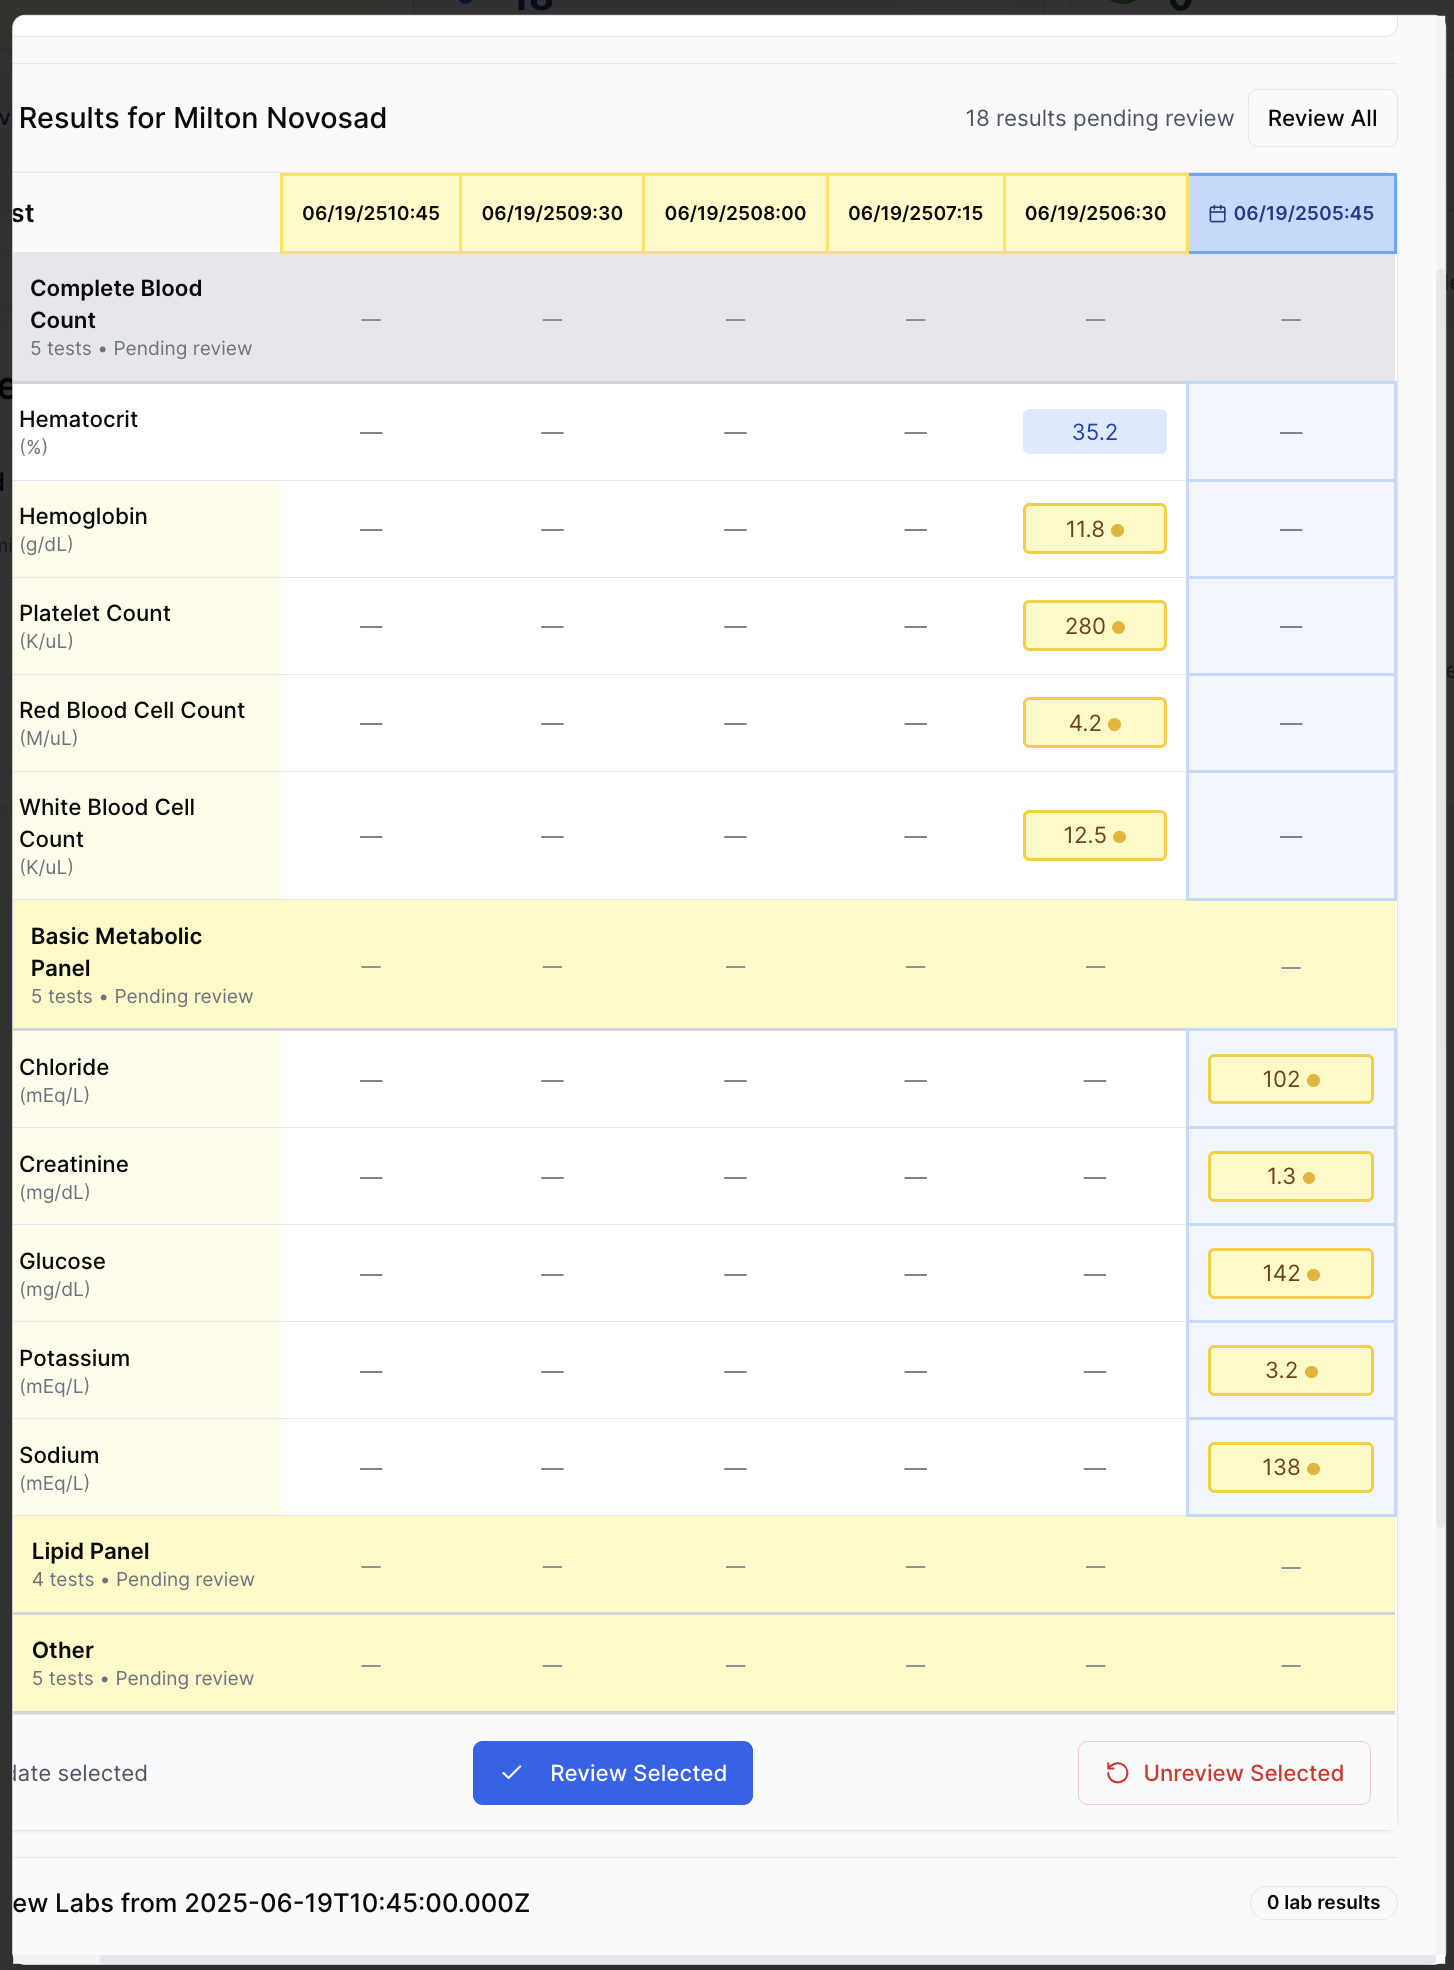 18
0
Results for Milton Novosad
18 results pending review
Review All
st
06/19/2510:45
06/19/2509:30
06/19/2508:00
06/19/2507:15
06/19/2506:30
06/19/2505:45
Complete Blood
Count
5 tests • Pending review
— — — — — —
Hematocrit
(%)
— — — — 35.2 —
Hemoglobin
(g/dL)
— — — — 11.8 —
Platelet Count
(K/uL)
— — — — 280 —
Red Blood Cell Count
(M/uL)
— — — — 4.2 —
White Blood Cell
Count
(K/uL)
— — — — 12.5 —
Basic Metabolic
Panel
5 tests • Pending review
— — — — — —
Chloride
(mEq/L)
— — — — — 102
Creatinine
(mg/dL)
— — — — — 1.3
Glucose
(mg/dL)
— — — — — 142
Potassium
(mEq/L)
— — — — — 3.2
Sodium
(mEq/L)
— — — — — 138
Lipid Panel
4 tests • Pending review
— — — — — —
Other
5 tests • Pending review
— — — — — —
date selected
Review Selected
Unreview Selected
ew Labs from 2025-06-19T10:45:00.000Z
0 lab results